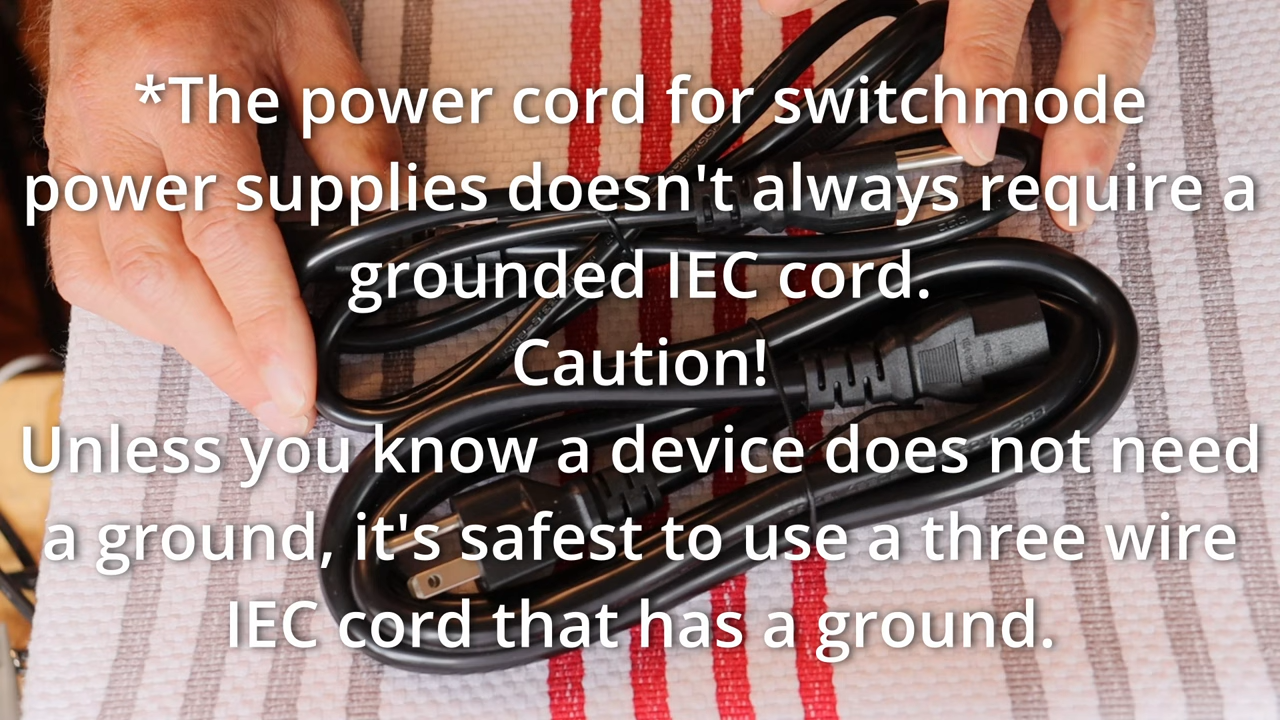 *The power cord for switchmode
power supplies doesn't always require a
grounded IEC cord.
Caution!
Unless you know a device does not need
a ground, it's safest to use a three wire
IEC cord that has a ground.